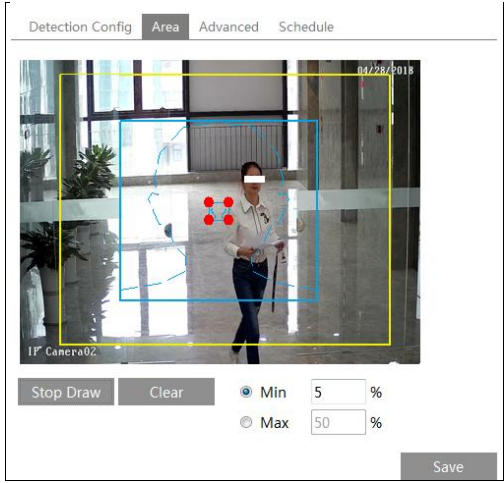 Detection Config Area Advanced Schedule
04/28/2018
IP Camera02
Stop Draw Clear Min 5 %
Max 50 %
Save